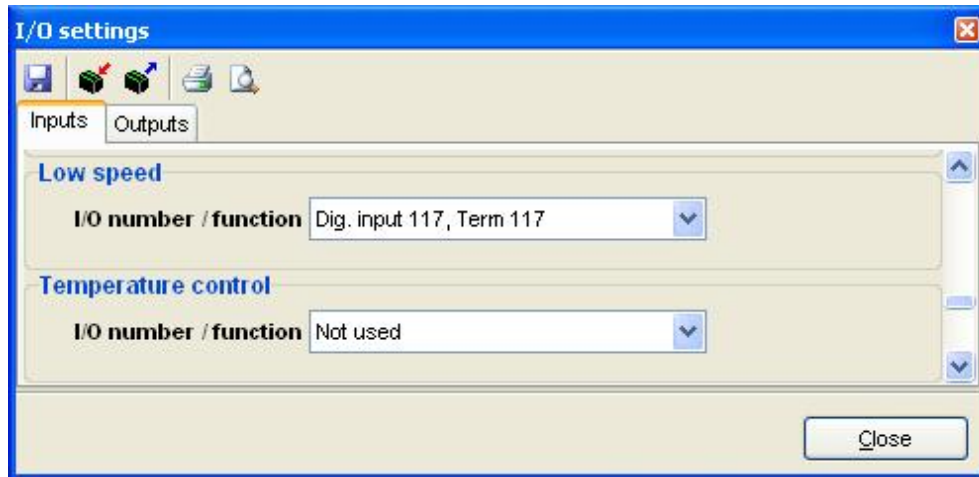 I/O settings
Inputs Outputs
Low speed
I/O number / function Dig. input 117, Term 117
Temperature control
I/O number / function Not used
Close